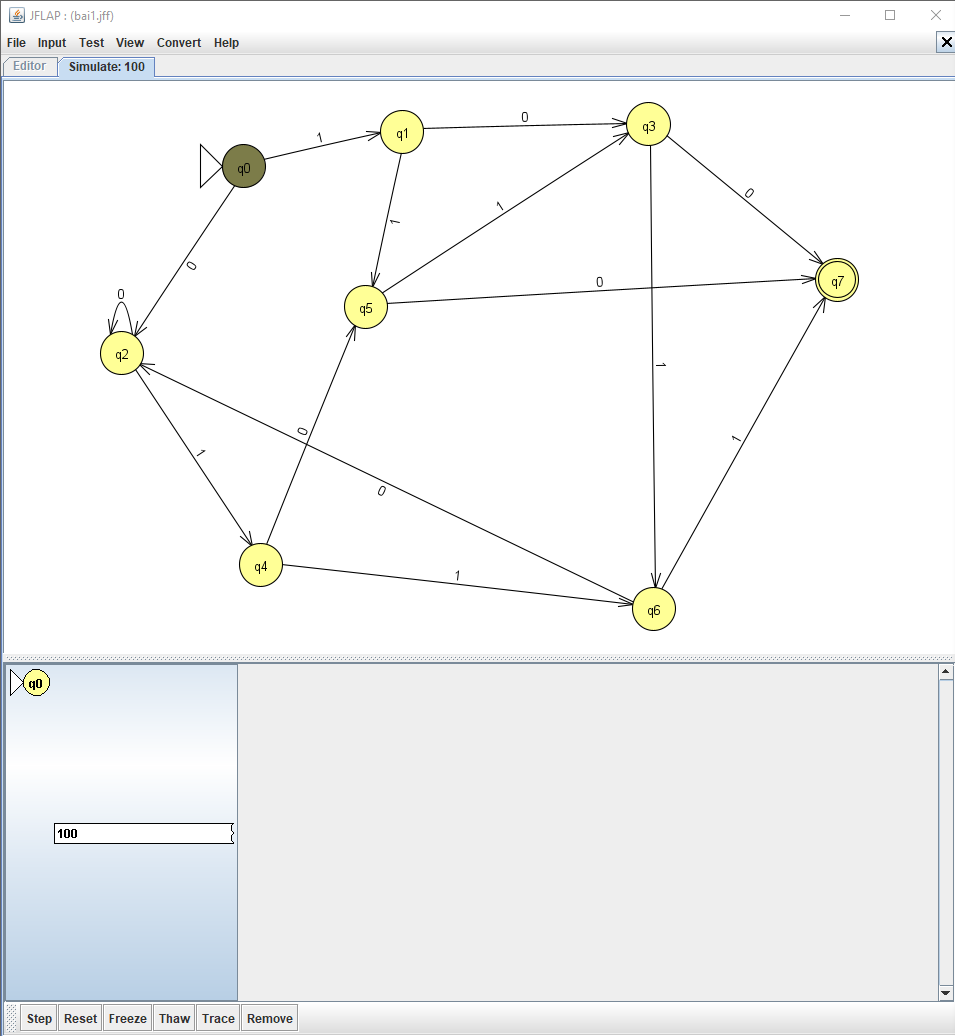 JFLAP : (bai1.jff)
File Input Test View Convert Help
Editor Simulate: 100
q0
1
q1
0
q3
0
1
1
0
q7
0
q5
0
q2
1
1
0
0
1
q4
1
q6
q0
100
Step Reset Freeze Thaw Trace Remove